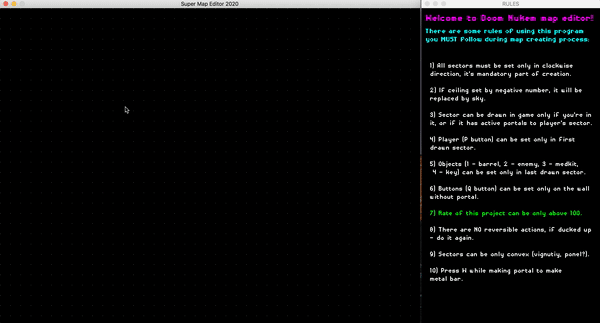 Super Map Editor 2020
RULES
Welcome to Doom Nukem map editor!
There are some rules of using this program
you MUST follow during map creating process:
1) All sectors must be set only in clockwise
direction, it's mandatory part of creation.
2) If ceiling set by negative number, it will be
replaced by sky.
3) Sector can be drawn in game only if you're in
it, or if it has active portals to player's sector.
4) Player (P button) can be set only in first
drawn sector.
5) Objects (1 - barrel, 2 - enemy, 3 - medkit,
4 - key) can be set only in last drawn sector.
6) Buttons (Q button) can be set only on the wall
without portal.
7) Rate of this project can be only above 100.
8) There are NO reversible actions, if ducked up
- do it again.
9) Sectors can be only convex (vignutiy, ponel?).
10) Press H while making portal to make
metal bar.